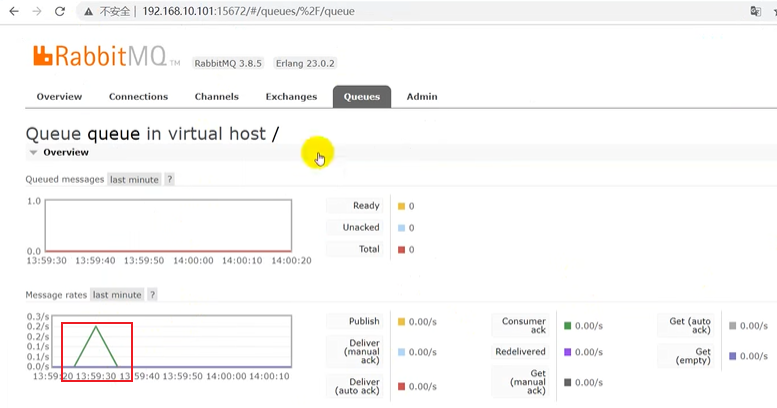 不安全 | 192.168.10.101:15672/#/queues/%2F/queue
RabbitMQ TM RabbitMQ 3.8.5 Erlang 23.0.2
Overview Connections Channels Exchanges Queues Admin
Queue queue in virtual host /
Overview
Queued messages last minute ?
1.0
0.0
13:59:30 13:59:40 13:59:50 14:00:00 14:00:10 14:00:20
Ready 0
Unacked 0
Total 0
Message rates last minute ?
0.3/s
0.2/s
0.2/s
0.1/s
0.1/s
0.0/s
13:59:20 13:59:30 13:59:40 13:59:50 14:00:00 14:00:10
Publish 0.00/s
Deliver
(manual
ack)
0.00/s
Deliver
(auto ack)
0.00/s
Consumer
ack
0.00/s
Redelivered 0.00/s
Get
(manual
ack)
0.00/s
Get (auto
ack)
0.00/s
Get
(empty)
0.00/s